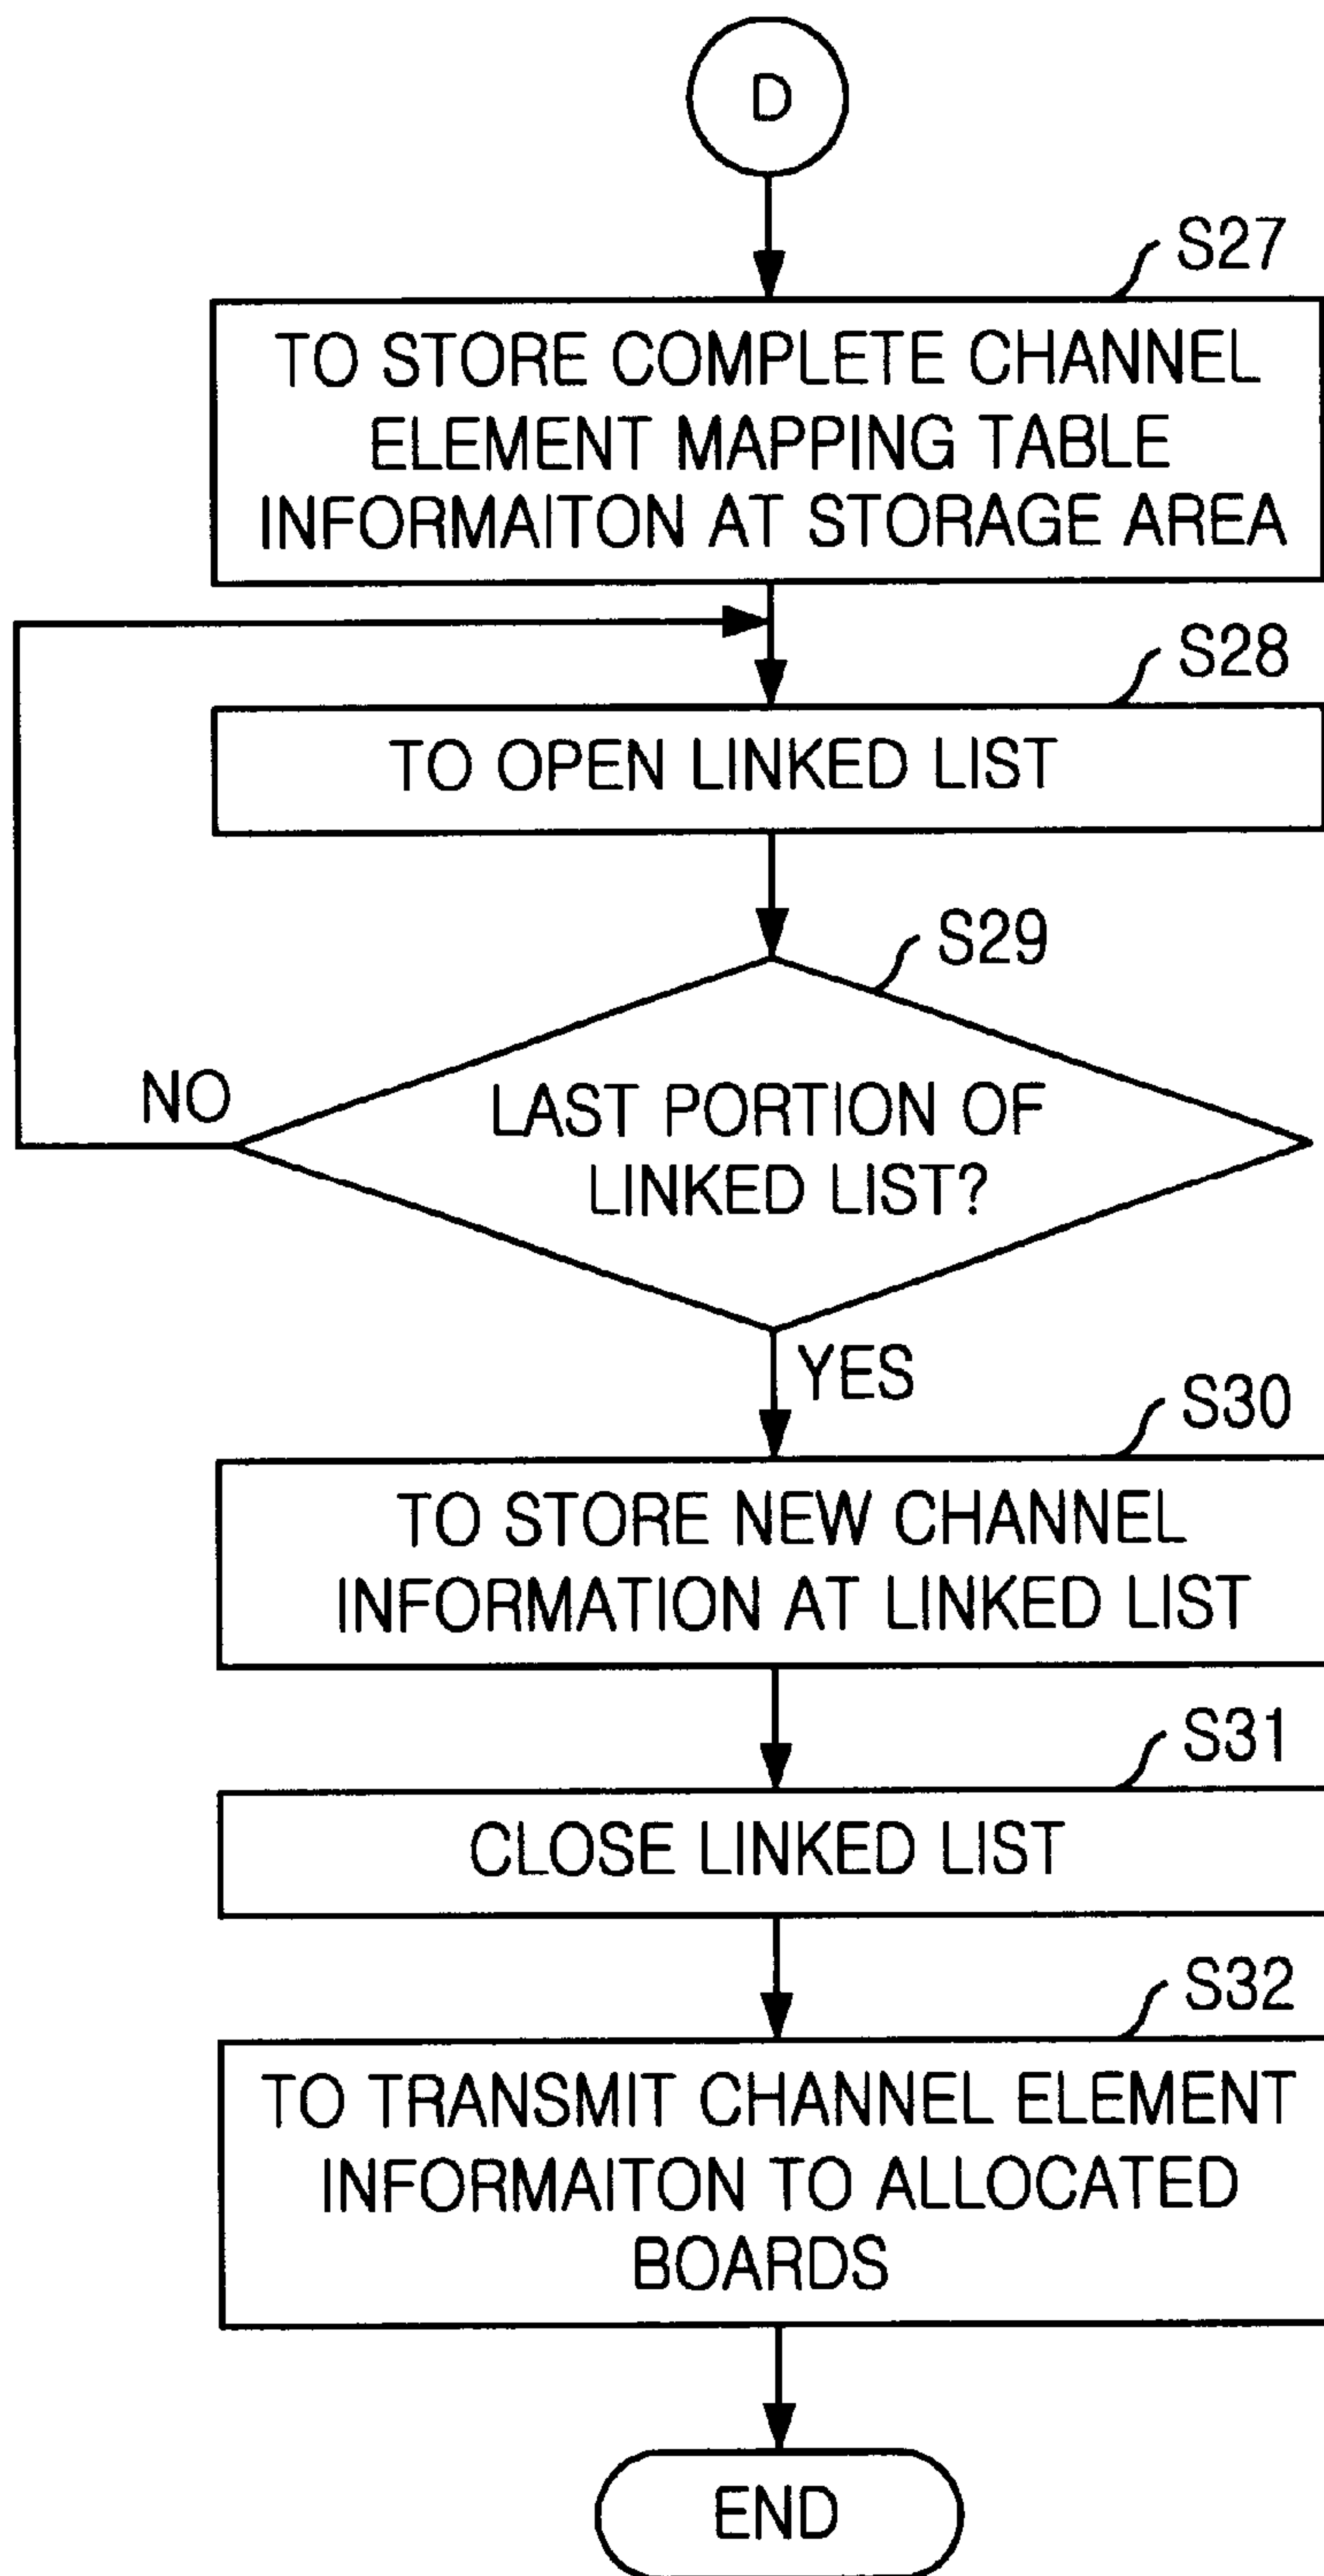 D
S27
TO STORE COMPLETE CHANNEL
ELEMENT MAPPING TABLE
INFORMAITON AT STORAGE AREA
S28
TO OPEN LINKED LIST
S29
NO
LAST PORTION OF
LINKED LIST?
YES
S30
TO STORE NEW CHANNEL
INFORMATION AT LINKED LIST
S31
CLOSE LINKED LIST
S32
TO TRANSMIT CHANNEL ELEMENT
INFORMAITON TO ALLOCATED
BOARDS
END